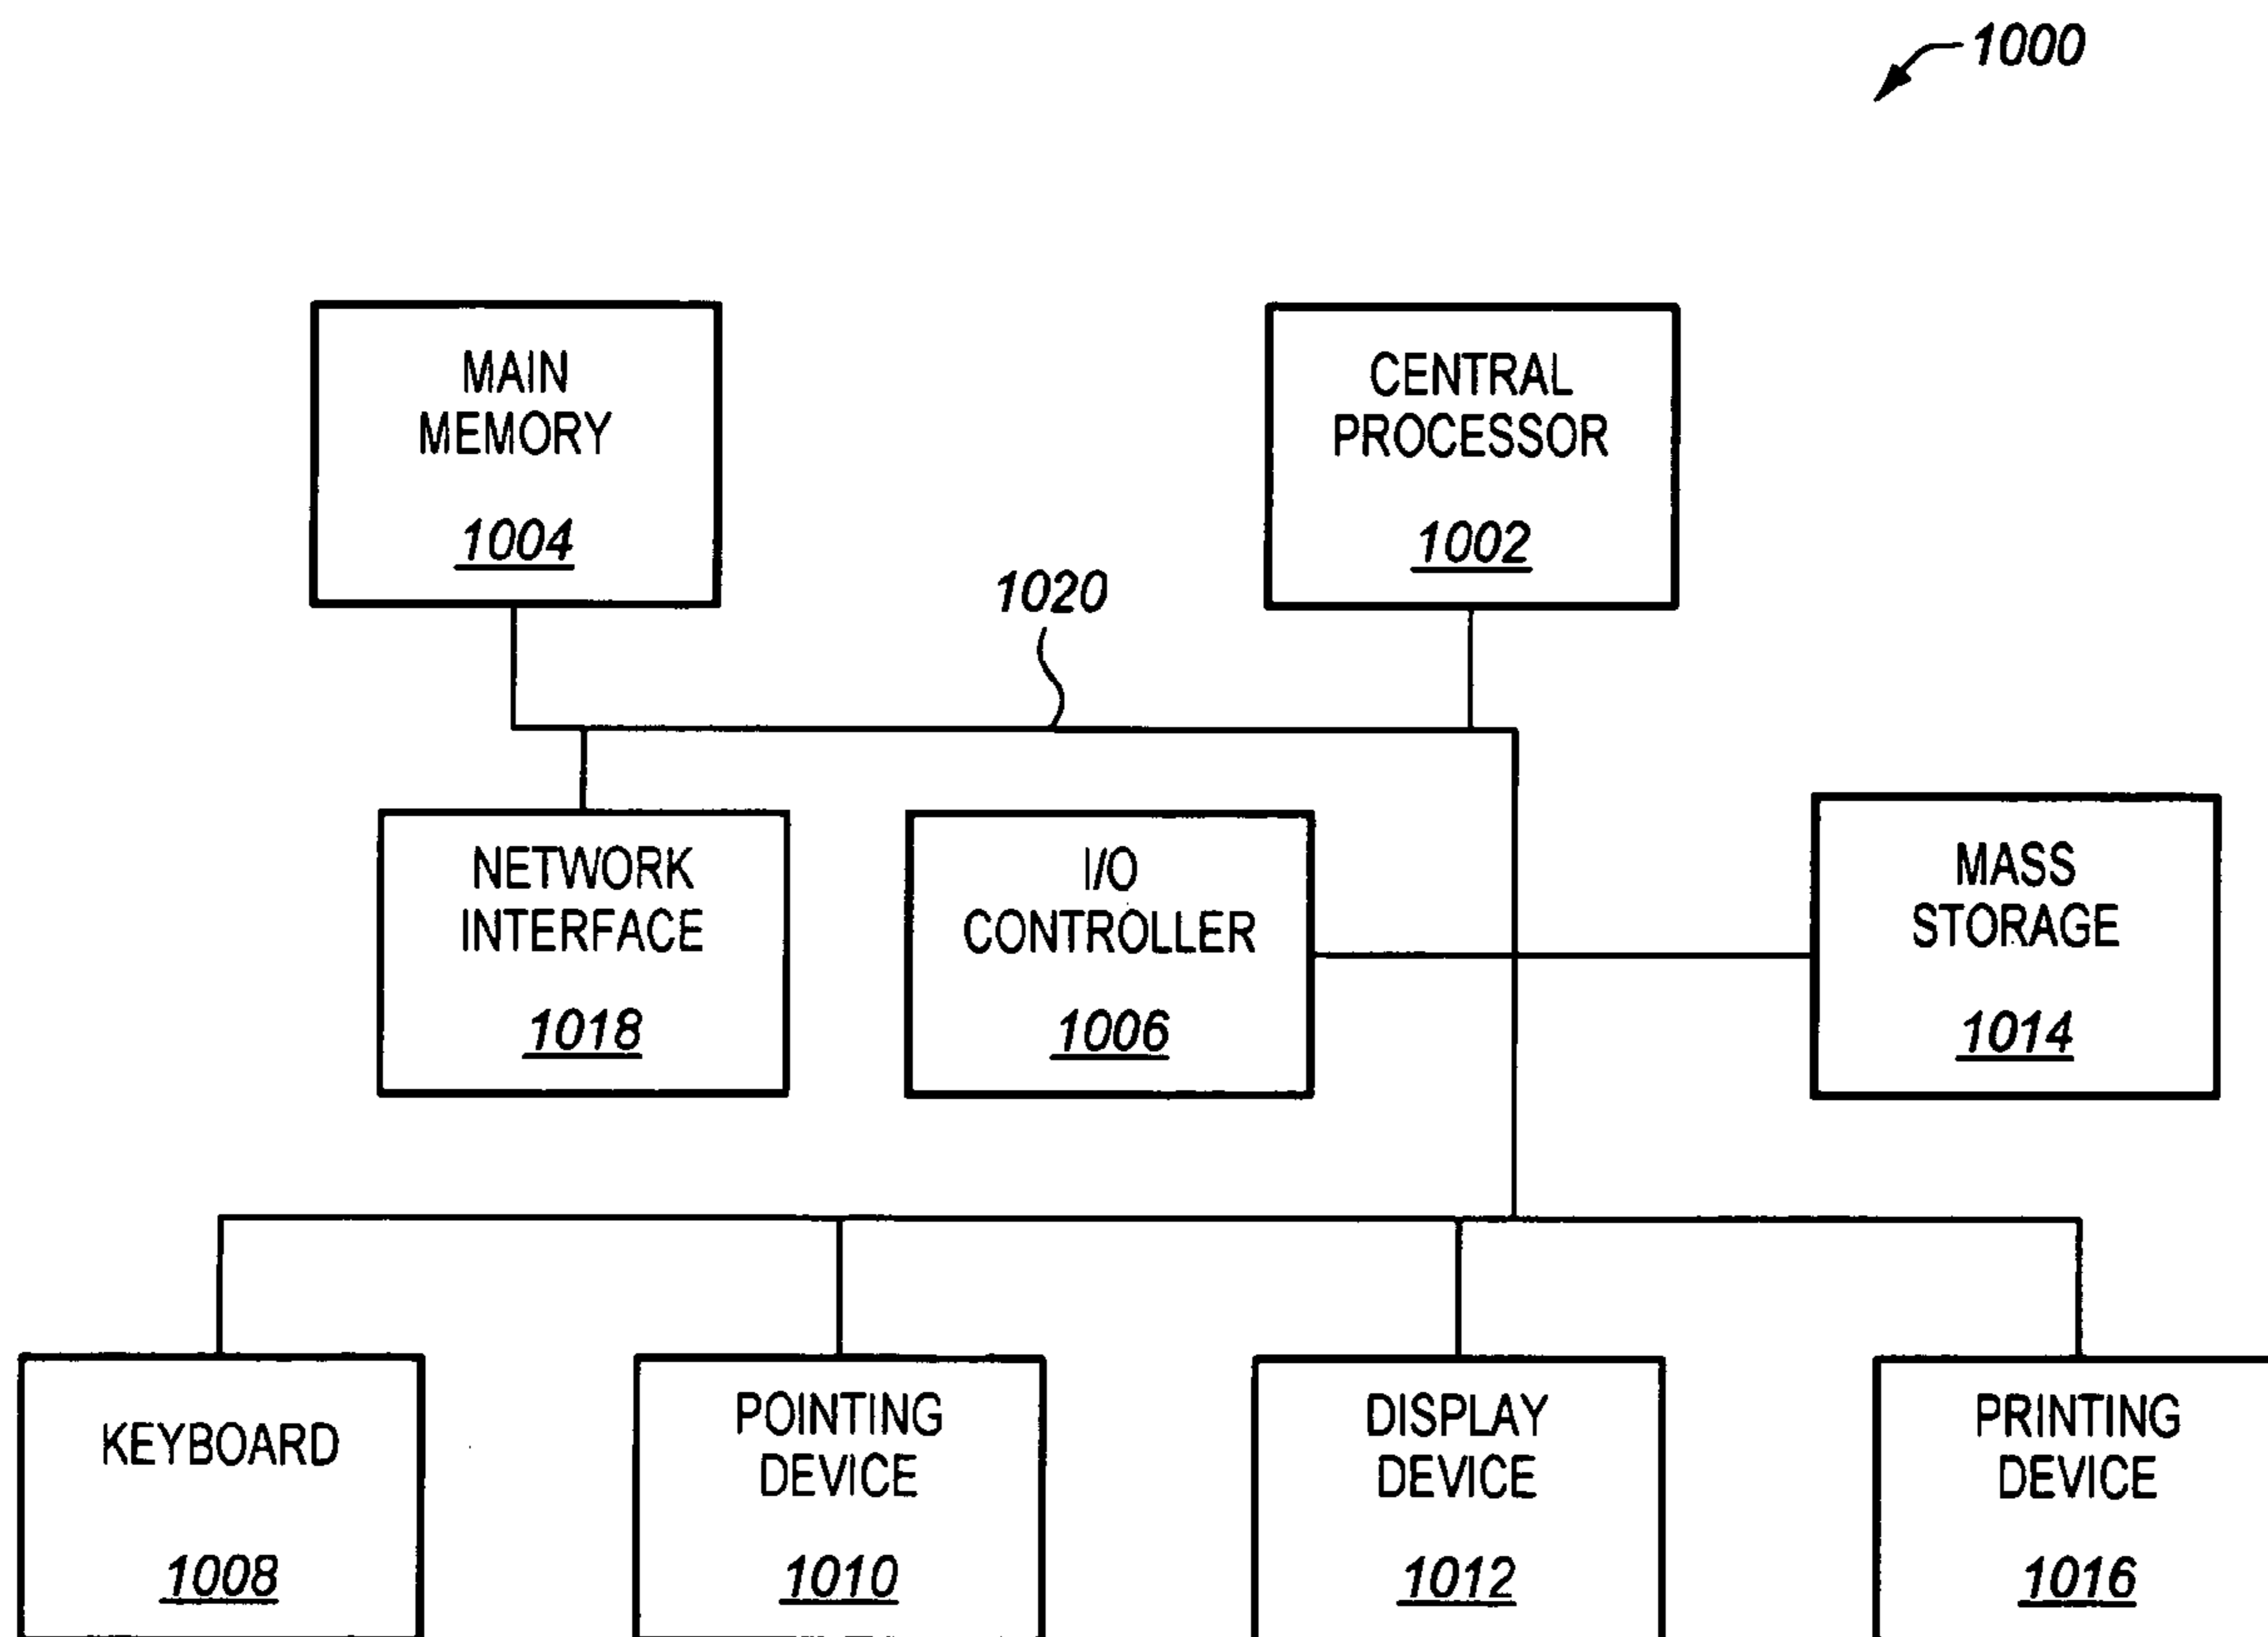 1000
MAIN
MEMORY
1004
CENTRAL
PROCESSOR
1002
1020
NETWORK
INTERFACE
1018
I/O
CONTROLLER
1006
MASS
STORAGE
1014
KEYBOARD
1008
POINTING
DEVICE
1010
DISPLAY
DEVICE
1012
PRINTING
DEVICE
1016